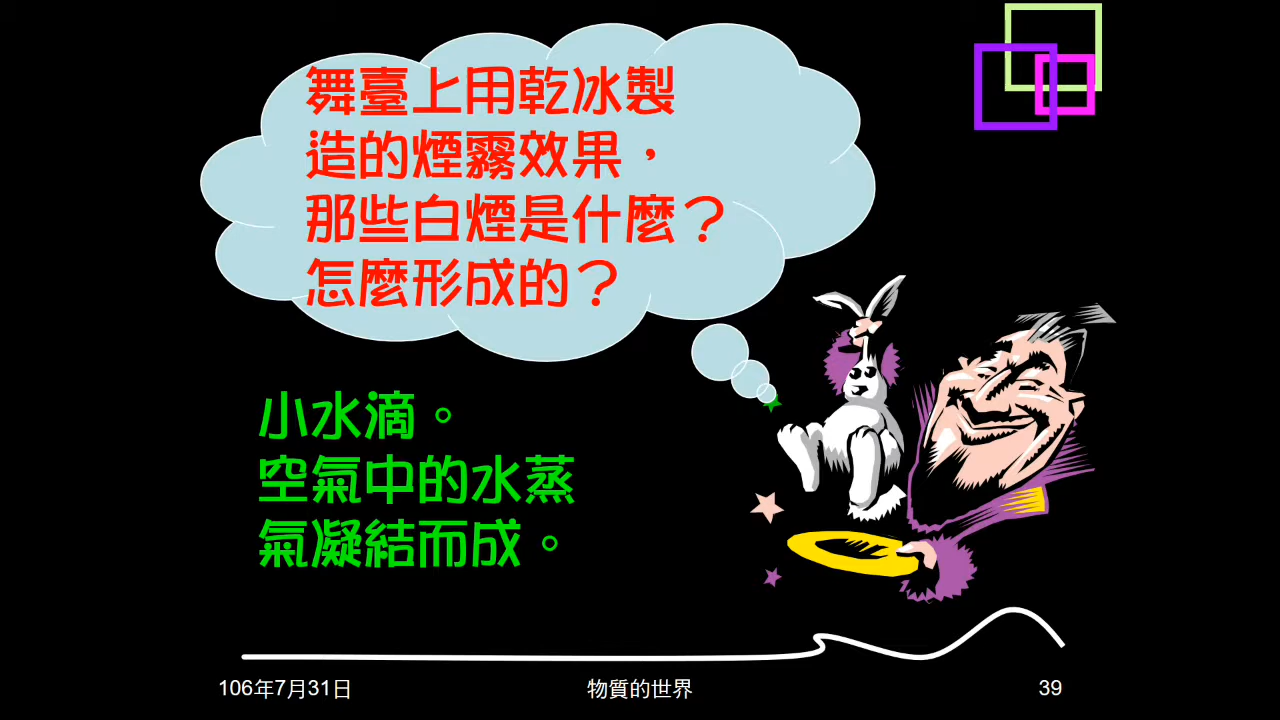 舞臺上用乾冰製
造的煙霧效果，
那些白煙是什麼？
怎麼形成的？
小水滴。
空氣中的水蒸
氣凝結而成。
106年7月31日
物質的世界
39